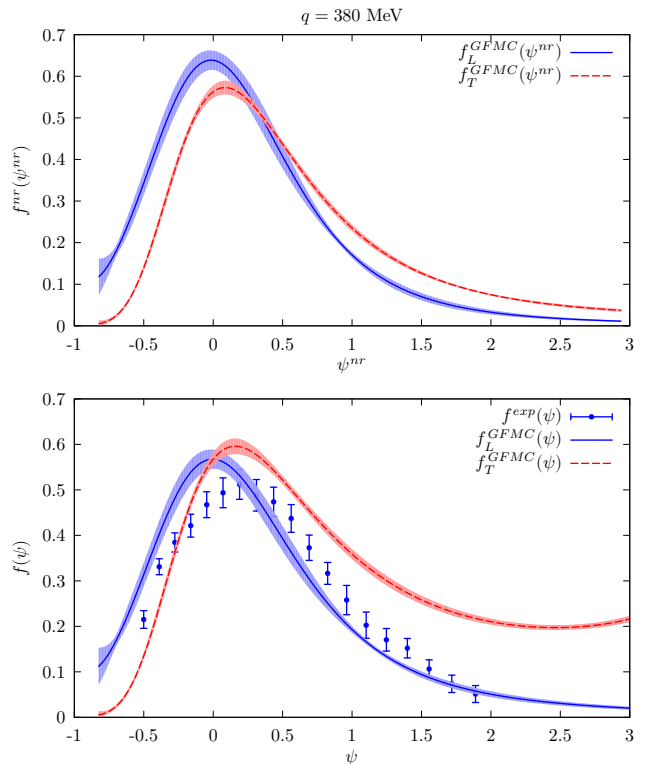 q = 380 MeV
0.7
0.6
0.5
0.4
0.3
0.2
0.1
0
-1 -0.5 0 0.5 1 1.5 2 2.5 3
f^{nr}(ψ^{nr})
ψ^{nr}
f_L^{GFMC}(ψ^{nr})
f_T^{GFMC}(ψ^{nr})
0.7
0.6
0.5
0.4
0.3
0.2
0.1
0
-1 -0.5 0 0.5 1 1.5 2 2.5 3
f(ψ)
ψ
f^{exp}(ψ)
f_L^{GFMC}(ψ)
f_T^{GFMC}(ψ)